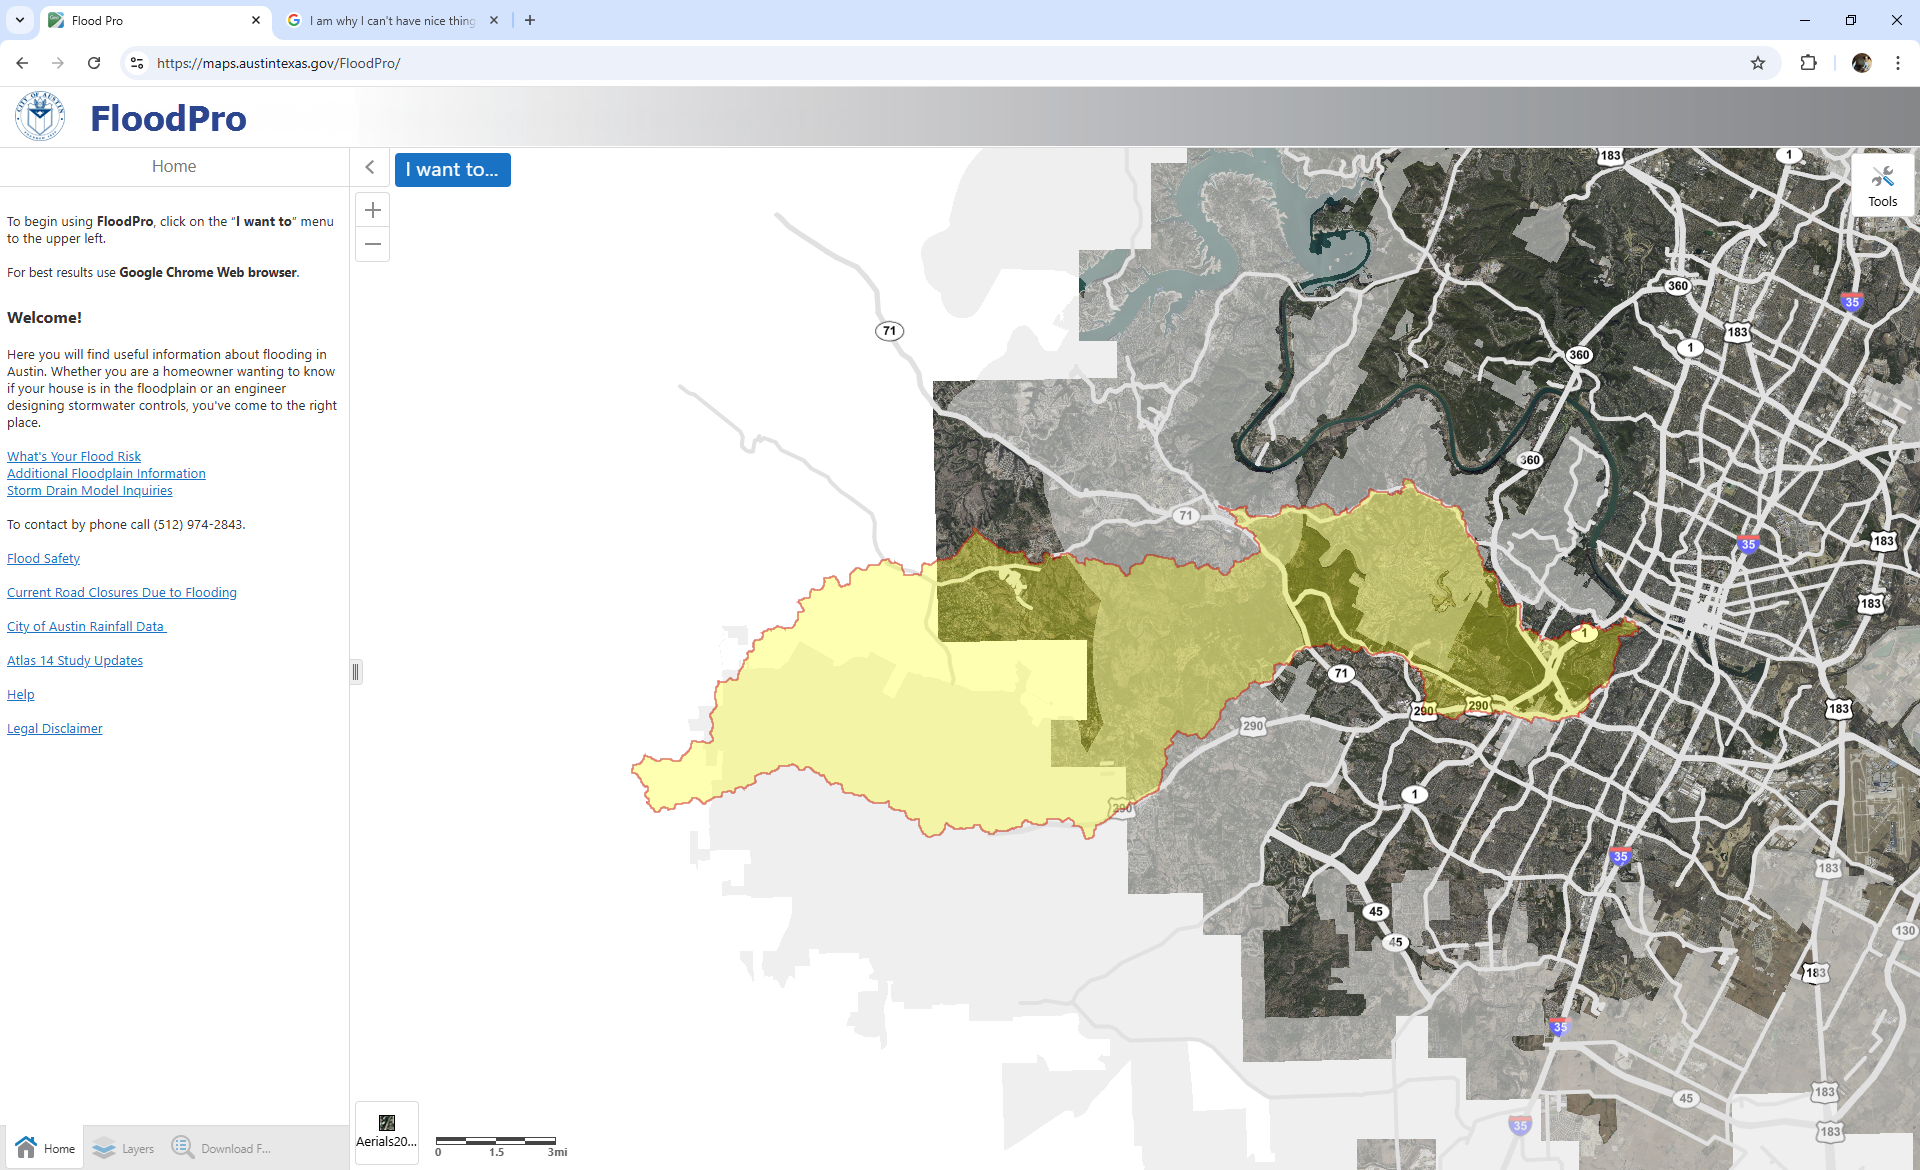 Flood Pro
I am why I can't have nice thing
https://maps.austintexas.gov/FloodPro/
FloodPro
Home
I want to...
Tools
To begin using FloodPro, click on the “I want to” menu
to the upper left.
For best results use Google Chrome Web browser.
Welcome!
Here you will find useful information about flooding in
Austin. Whether you are a homeowner wanting to know
if your house is in the floodplain or an engineer
designing stormwater controls, you've come to the right
place.
What's Your Flood Risk
Additional Floodplain Information
Storm Drain Model Inquiries
To contact by phone call (512) 974-2843.
Flood Safety
Current Road Closures Due to Flooding
City of Austin Rainfall Data
Atlas 14 Study Updates
Help
Legal Disclaimer
183
1
360
35
71
183
1
360
360
71
35
183
183
1
71
290
290
183
290
290
1
35
183
45
130
45
183
35
183
45
35
183
Aerials20...
0
1.5
3mi
Home
Layers
Download F...